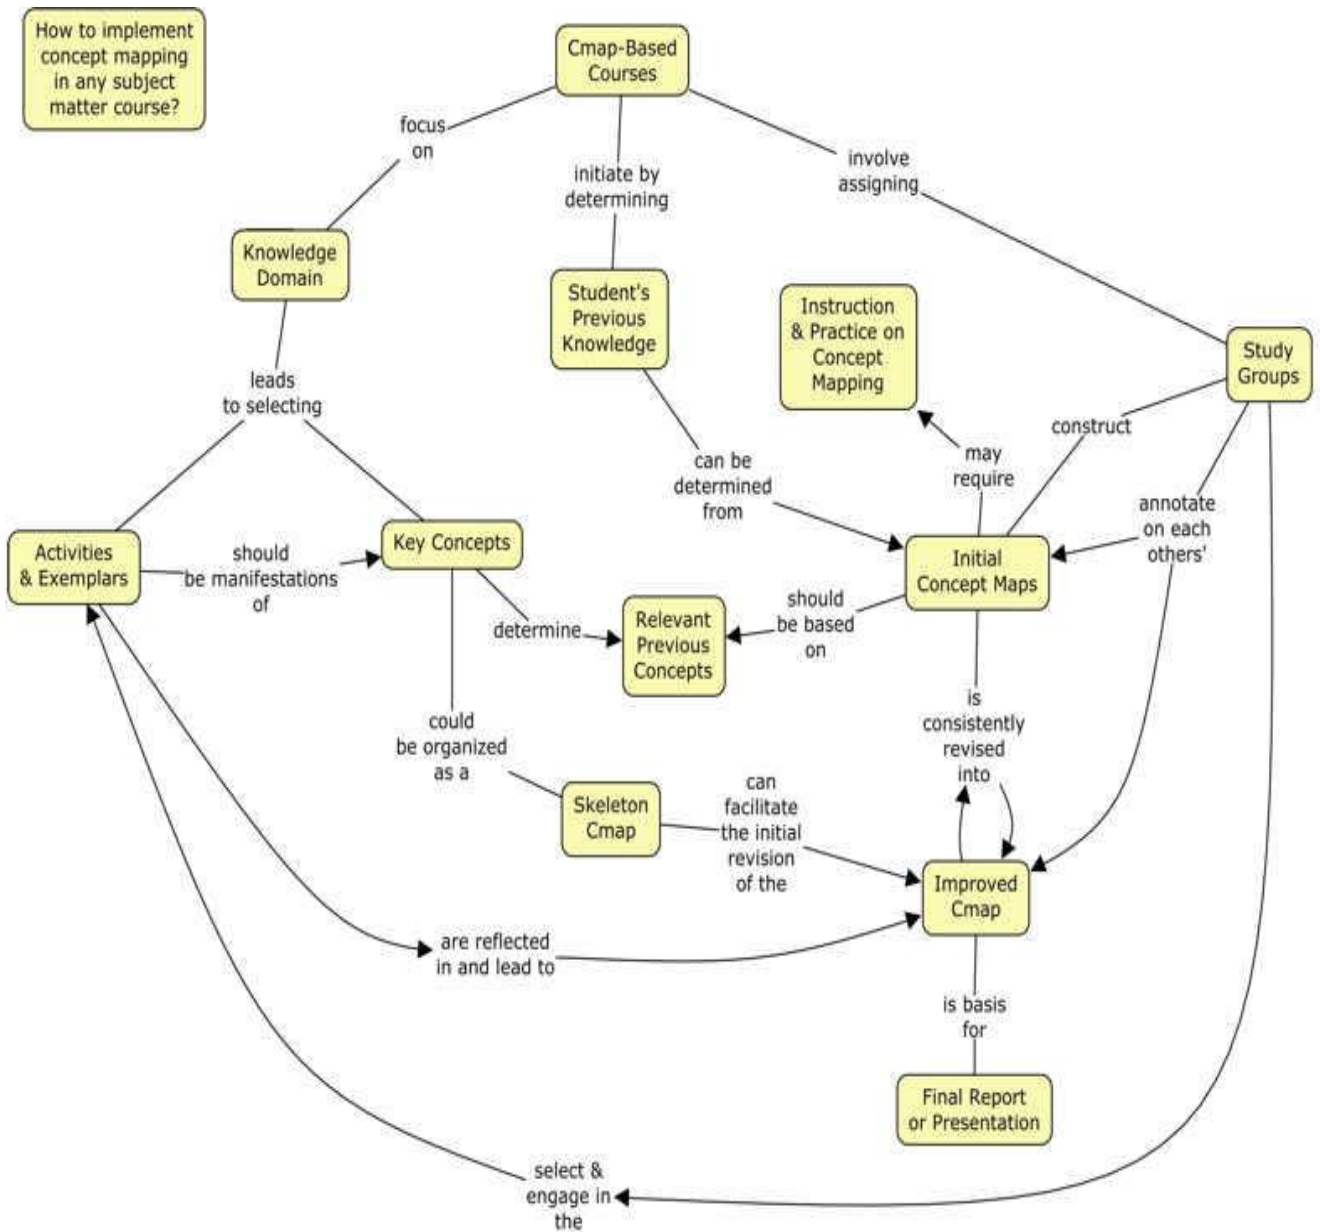 How to implement
concept mapping
in any subject
matter course?
Cmap-Based
Courses
focus
on
initiate by
determining
involve
assigning
Knowledge
Domain
Student's
Previous
Knowledge
Instruction
& Practice on
Concept
Mapping
Study
Groups
leads
to selecting
construct
can be
determined
from
may
require
annotate
on each
others'
Activities
& Exemplars
should
be manifestations
of
Key Concepts
Initial
Concept Maps
determine
Relevant
Previous
Concepts
should
be based
on
could
be organized
as a
is
consistently
revised
into
Skeleton
Cmap
can
facilitate
the initial
revision
of the
Improved
Cmap
are reflected
in and lead to
is basis
for
Final Report
or Presentation
select &
engage in
the